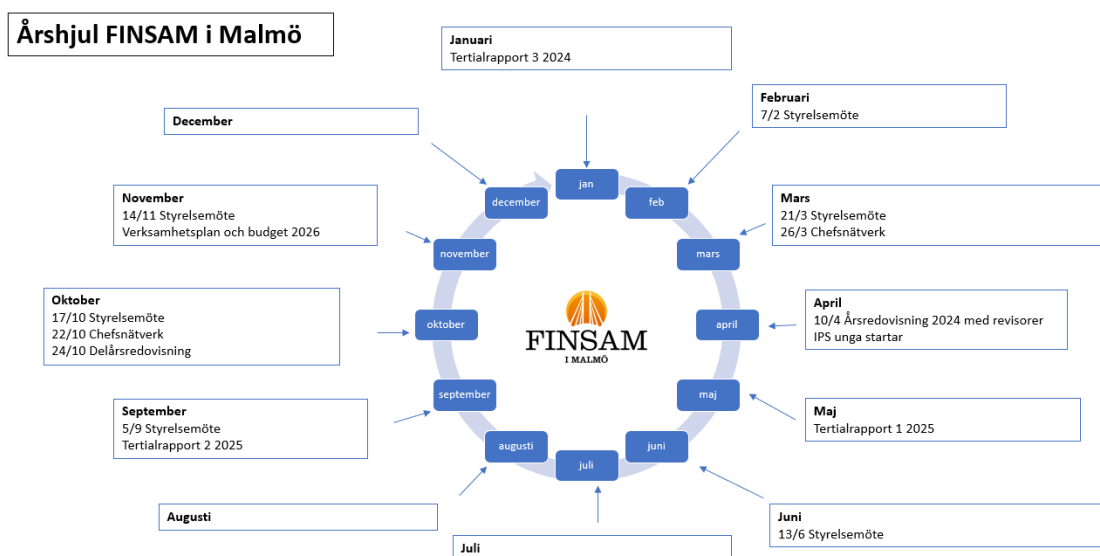 Årshjul FINSAM i Malmö
Januari
Tertialrapport 3 2024
Februari
7/2 Styrelsemöte
Mars
21/3 Styrelsemöte
26/3 Chefsnätverk
April
10/4 Årsredovisning 2024 med revisorer
IPS unga startar
Maj
Tertialrapport 1 2025
Juni
13/6 Styrelsemöte
Juli
Augusti
September
5/9 Styrelsemöte
Tertialrapport 2 2025
Oktober
17/10 Styrelsemöte
22/10 Chefsnätverk
24/10 Delårsredovisning
November
14/11 Styrelsemöte
Verksamhetsplan och budget 2026
December
jan
feb
mars
april
maj
juni
juli
augusti
september
oktober
november
december
FINSAM
I MALMÖ